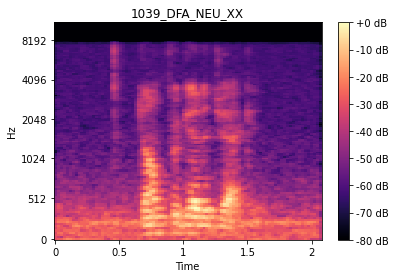 1039_DFA_NEU_XX
+0 dB
8192
-10 dB
4096
-20 dB
-30 dB
2048
Hz
-40 dB
1024
-50 dB
512
-60 dB
-70 dB
0
-80 dB
0
0.5
1
1.5
2
Time